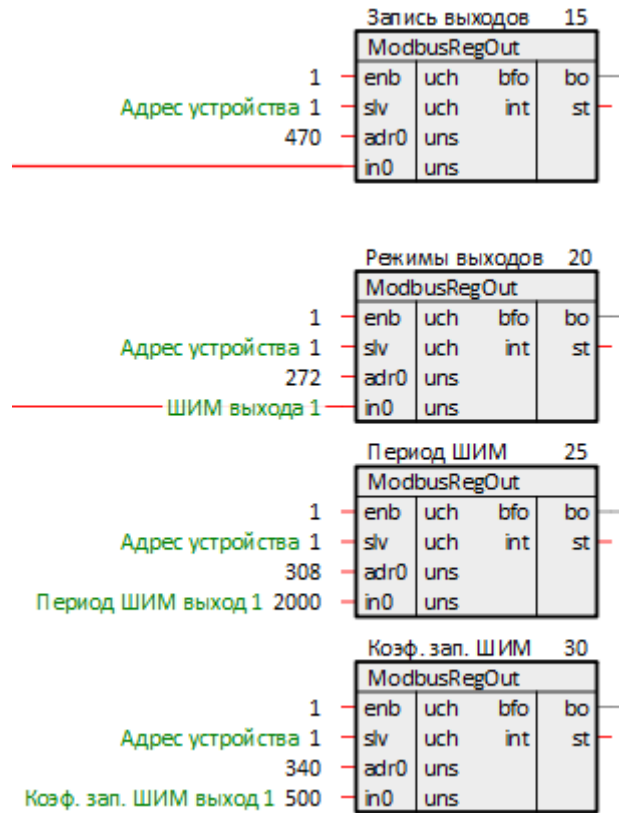 Запись выходов 15
ModbusRegOut
1 enb uch bfo bo
Адрес устройства 1 slv uch int st
470 adr0 uns
in0 uns
Режимы выходов 20
ModbusRegOut
1 enb uch bfo bo
Адрес устройства 1 slv uch int st
272 adr0 uns
ШИМ выхода 1 in0 uns
Период ШИМ 25
ModbusRegOut
1 enb uch bfo bo
Адрес устройства 1 slv uch int st
308 adr0 uns
Период ШИМ выход 1 2000 in0 uns
Коэф. зап. ШИМ 30
ModbusRegOut
1 enb uch bfo bo
Адрес устройства 1 slv uch int st
340 adr0 uns
Коэф. зап. ШИМ выход 1 500 in0 uns